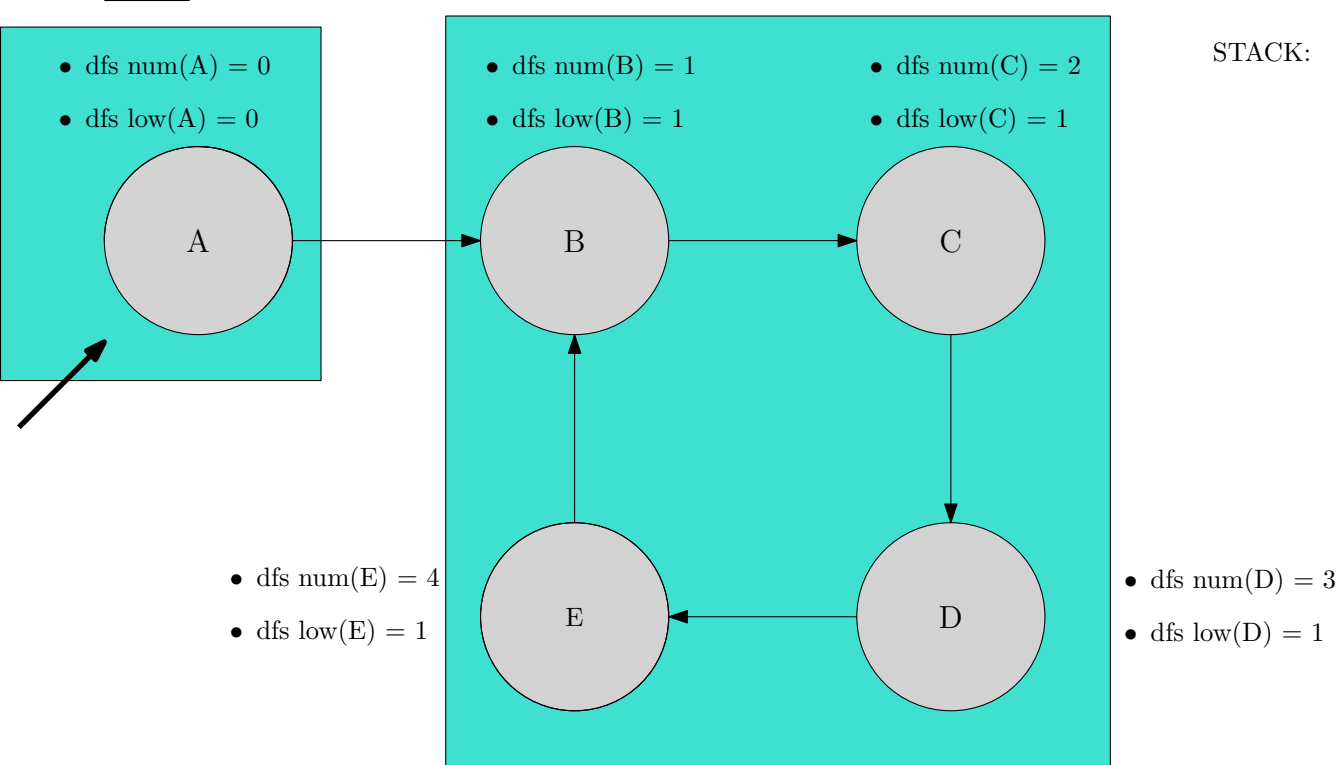 • dfs num(A) = 0
• dfs low(A) = 0
A
• dfs num(B) = 1
• dfs low(B) = 1
B
• dfs num(C) = 2
• dfs low(C) = 1
C
STACK:
• dfs num(E) = 4
• dfs low(E) = 1
E
D
• dfs num(D) = 3
• dfs low(D) = 1